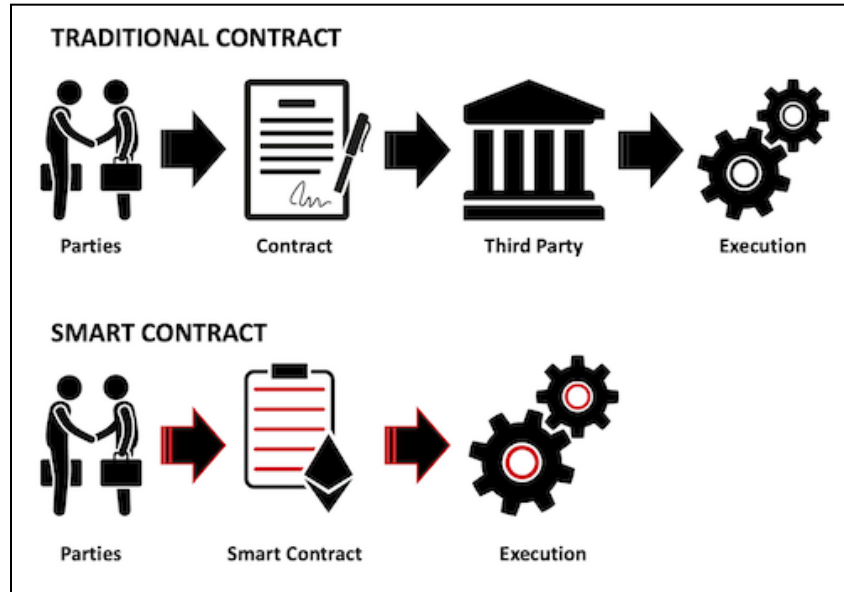 TRADITIONAL CONTRACT
Parties
Contract
Third Party
Execution
SMART CONTRACT
Parties
Smart Contract
Execution